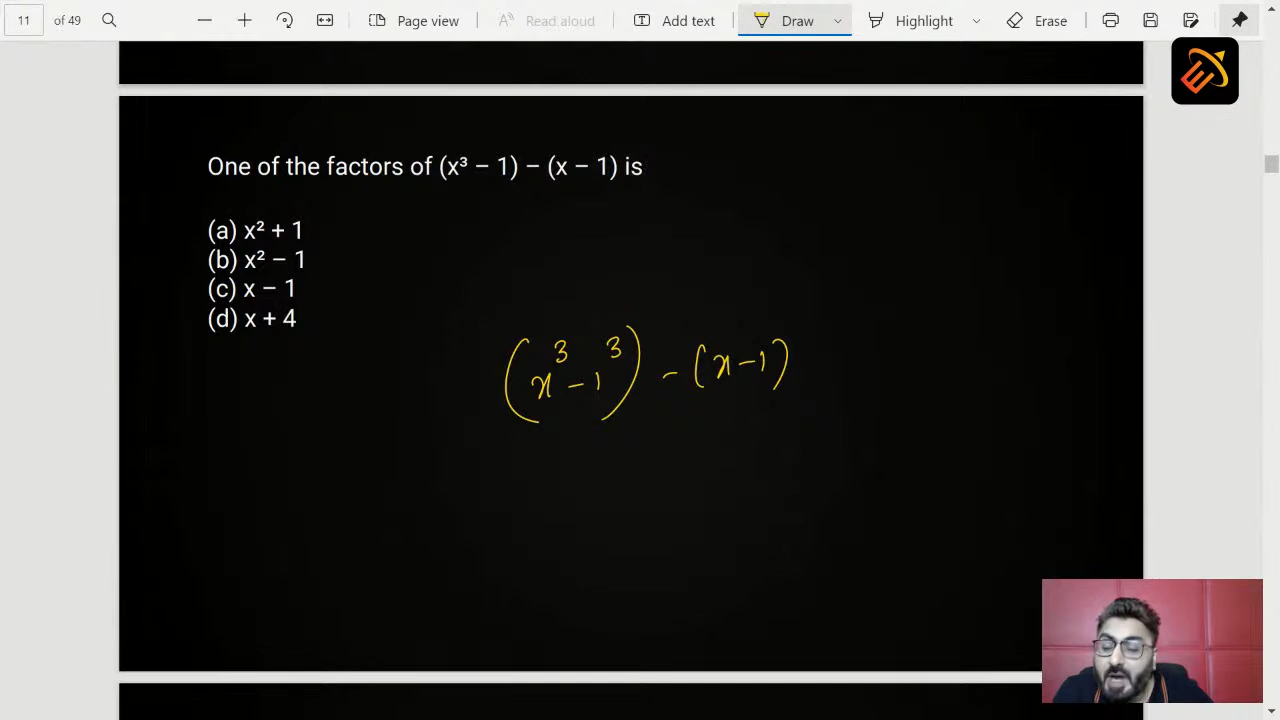 11 of 49 Page view Read aloud Add text Draw Highlight Erase
One of the factors of (x³ − 1) − (x − 1) is
(a) x² + 1
(b) x² − 1
(c) x − 1
(d) x + 4
(x³ − 1³) − (x − 1)